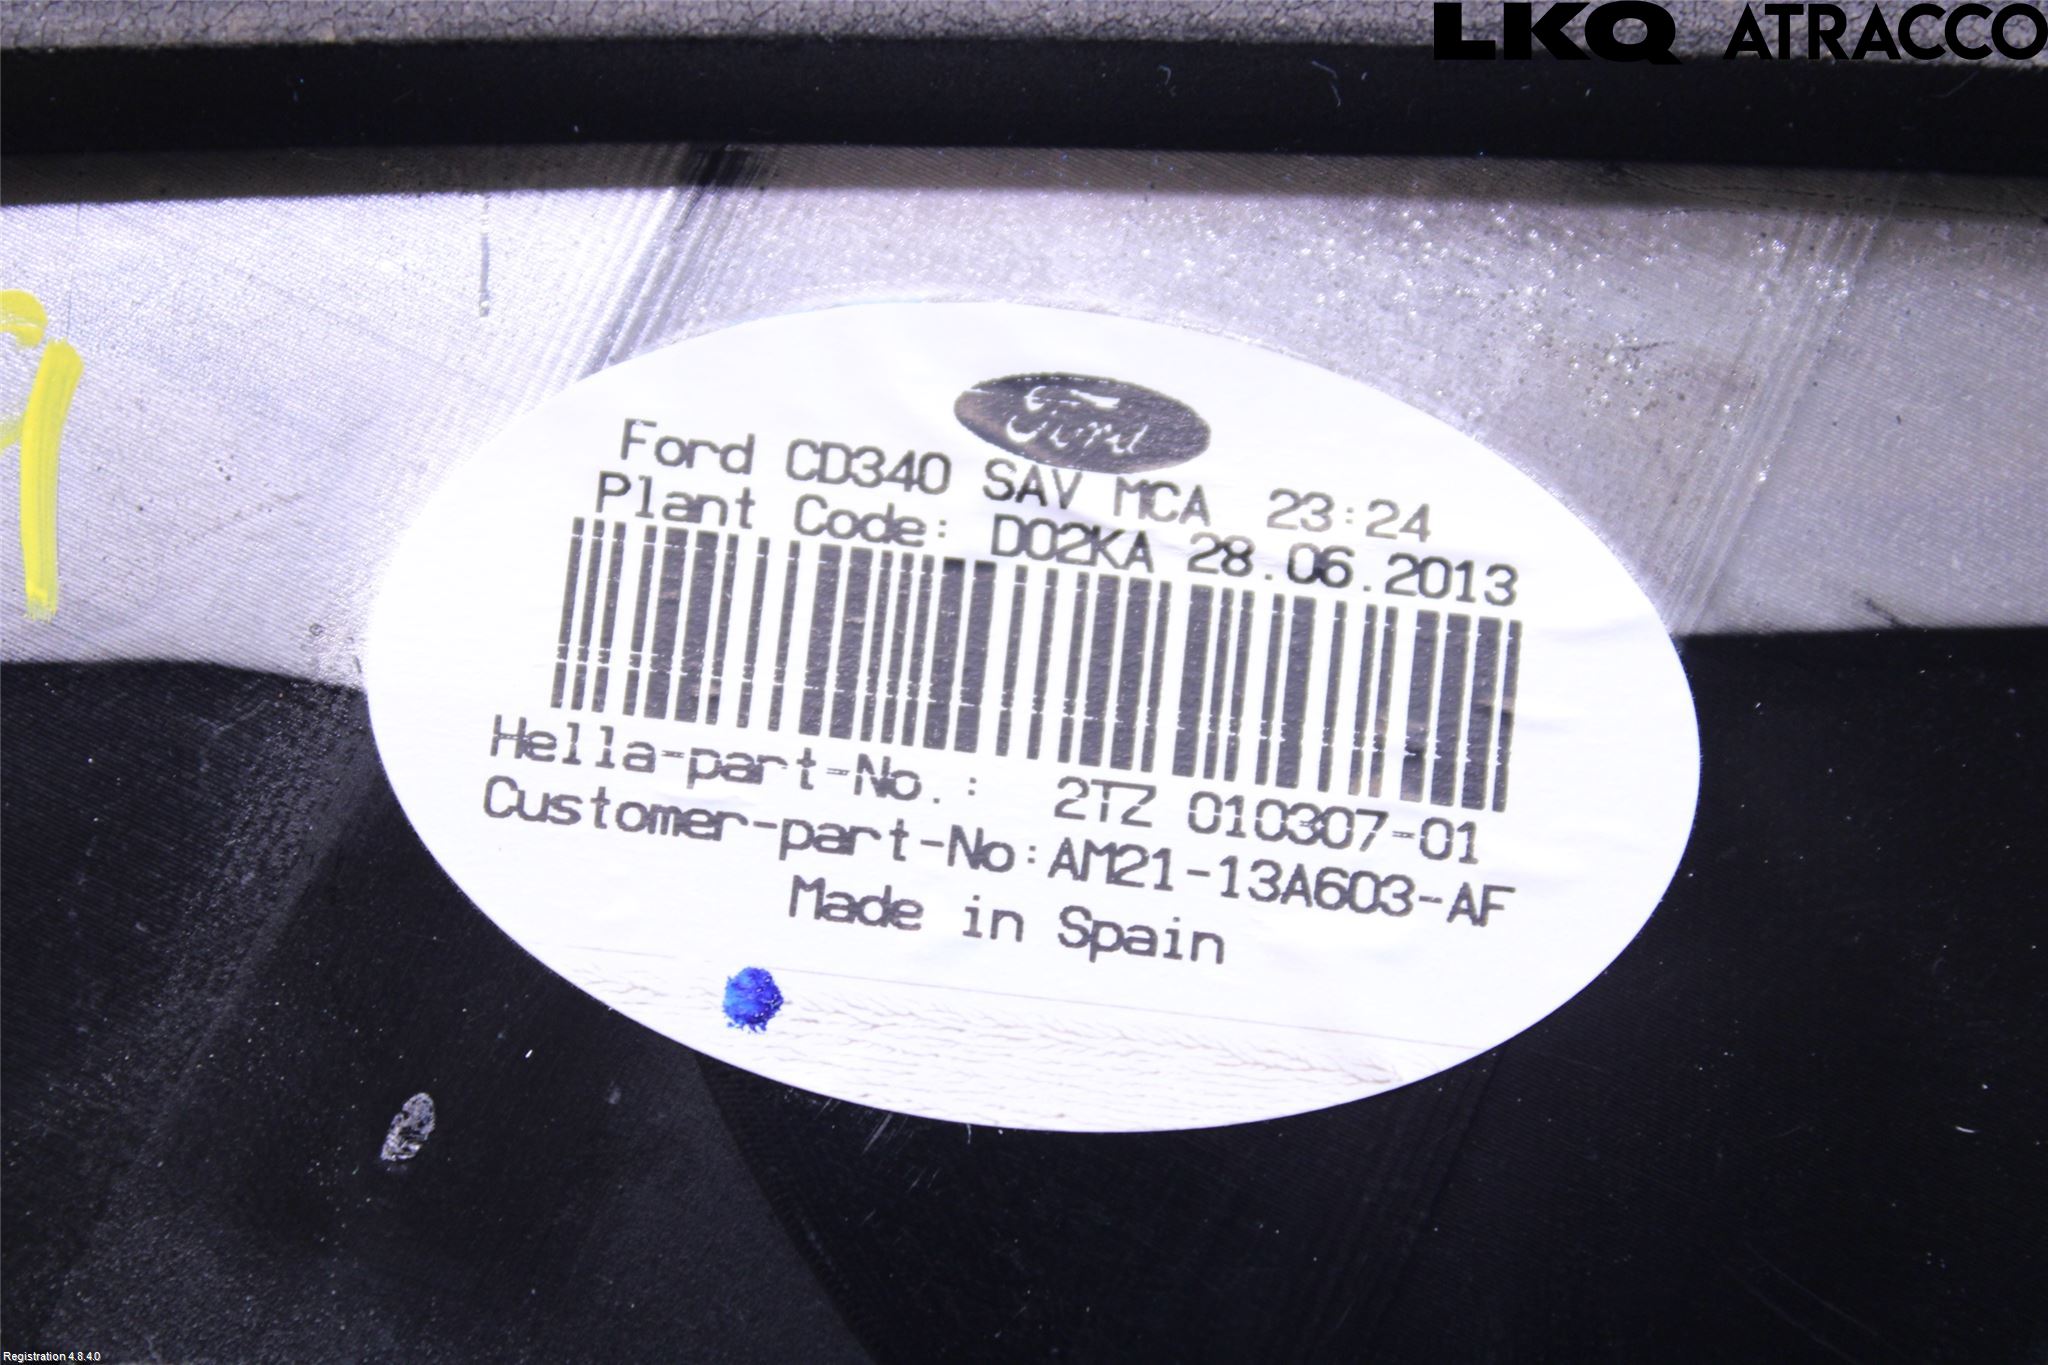 LKQ ATRACCO
Ford
Ford CD340 SAV MCA 23:24
Plant Code: D02KA 28.06.2013
Hella-part-No.: 2TZ 010307-01
Customer-part-No:AM21-13A603-AF
Made in Spain
Registration 4.8.4.0